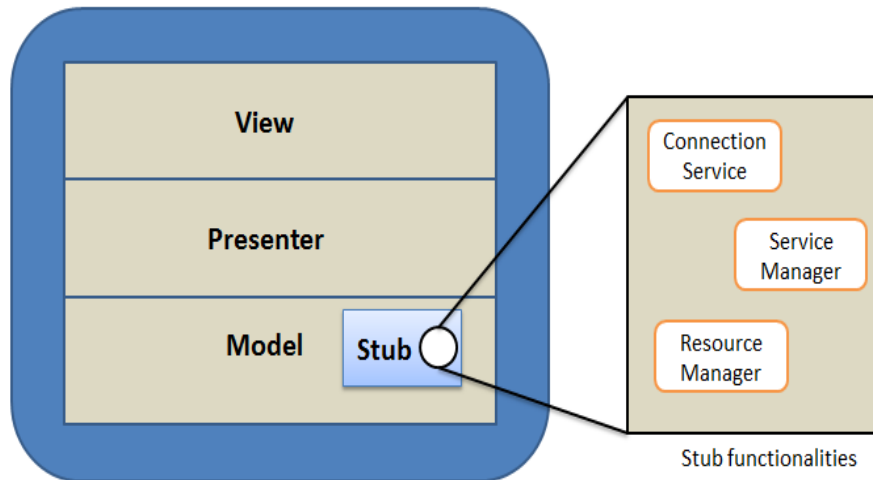 View
Presenter
Model
Stub
Connection
Service
Service
Manager
Resource
Manager
Stub functionalities